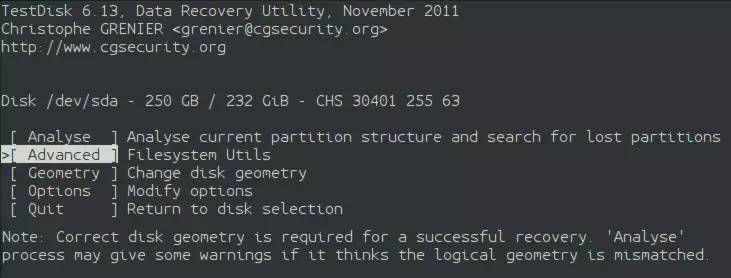 TestDisk 6.13, Data Recovery Utility, November 2011
Christophe GRENIER <grenier@cgsecurity.org>
http://www.cgsecurity.org
Disk /dev/sda - 250 GB / 232 GiB - CHS 30401 255 63
[ Analyse  ] Analyse current partition structure and search for lost partitions
>[ Advanced ] Filesystem Utils
[ Geometry ] Change disk geometry
[ Options  ] Modify options
[ Quit     ] Return to disk selection
Note: Correct disk geometry is required for a successful recovery. 'Analyse'
process may give some warnings if it thinks the logical geometry is mismatched.